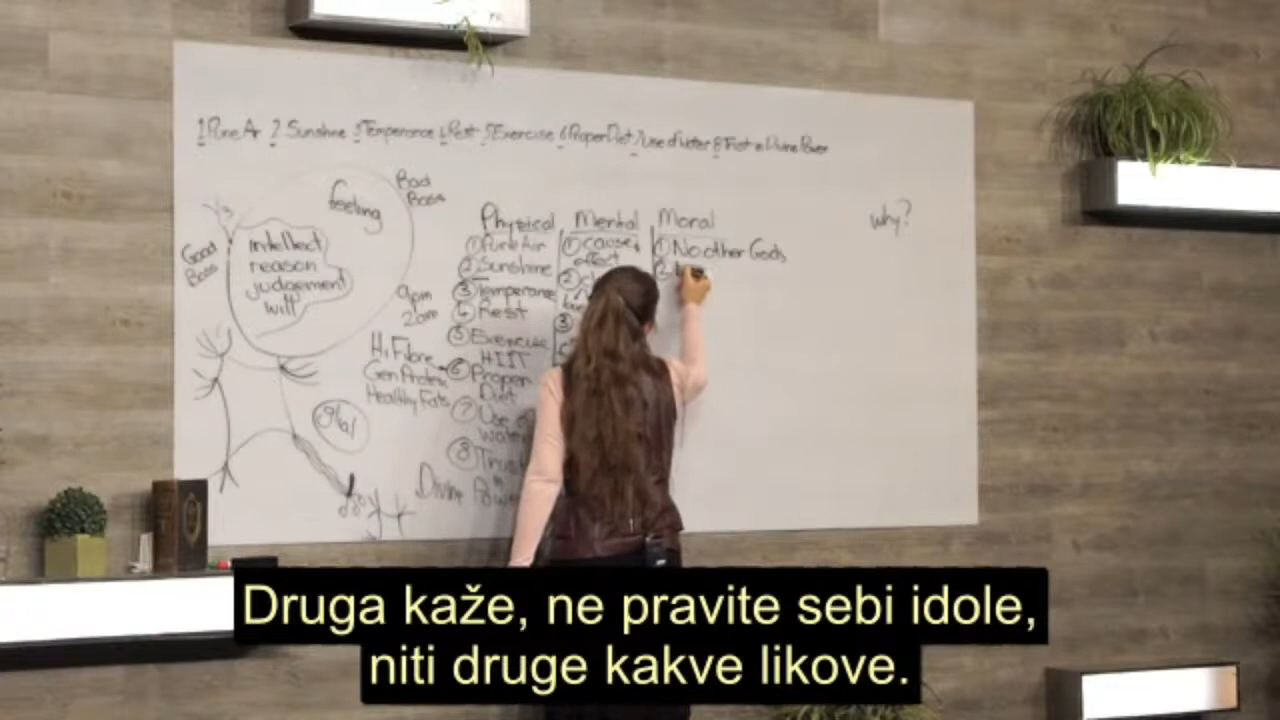 1 Pure Air 2 Sunshine 3 Temperance 4 Rest 5 Exercise 6 Proper Diet 7 Use of Water 8 Trust in Divine Power
feeling
Bad
Boss
Good
Boss
intellect
reason
judgement
will
9pm
2am
Hi Fibre
Gen Protein
Healthy Fats
glial
Physical
① Pure Air
② Sunshine
③ Temperance
④ Rest
⑤ Exercise
HIIT
⑥ Proper
Diet
⑦ Use of
water
⑧ Trust
in
Divine Power
Mental
① cause &
effect
②
③
Moral
① No other Gods
②
why?
Druga kaže, ne pravite sebi idole,
niti druge kakve likove.